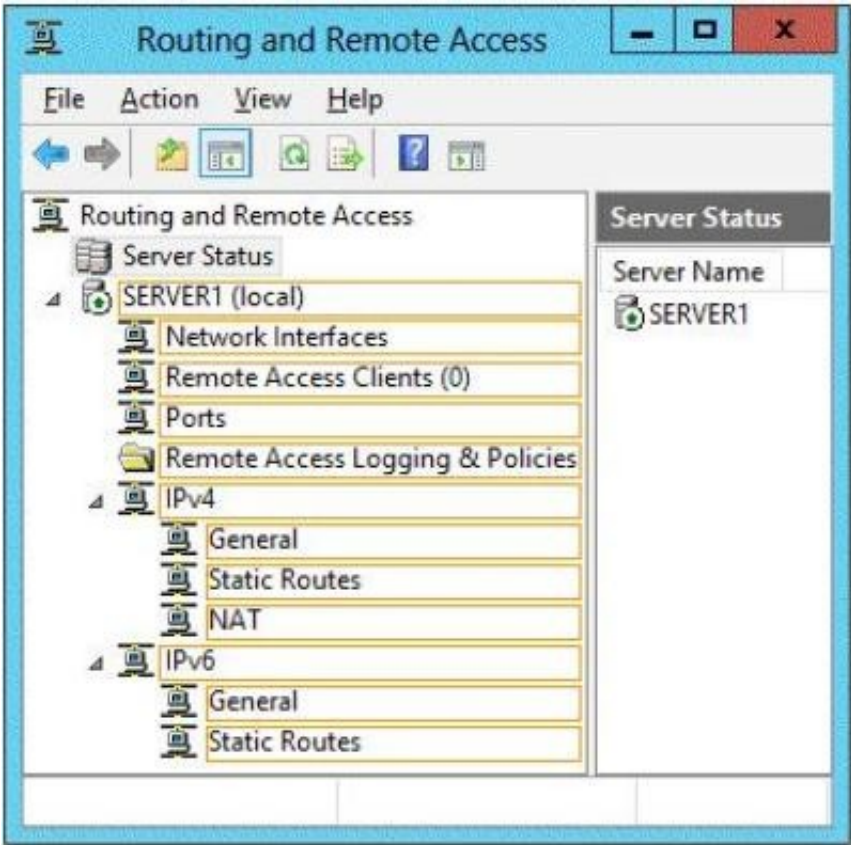 Routing and Remote Access
File Action View Help
Routing and Remote Access
Server Status
SERVER1 (local)
Network Interfaces
Remote Access Clients (0)
Ports
Remote Access Logging & Policies
IPv4
General
Static Routes
NAT
IPv6
General
Static Routes
Server Status
Server Name
SERVER1